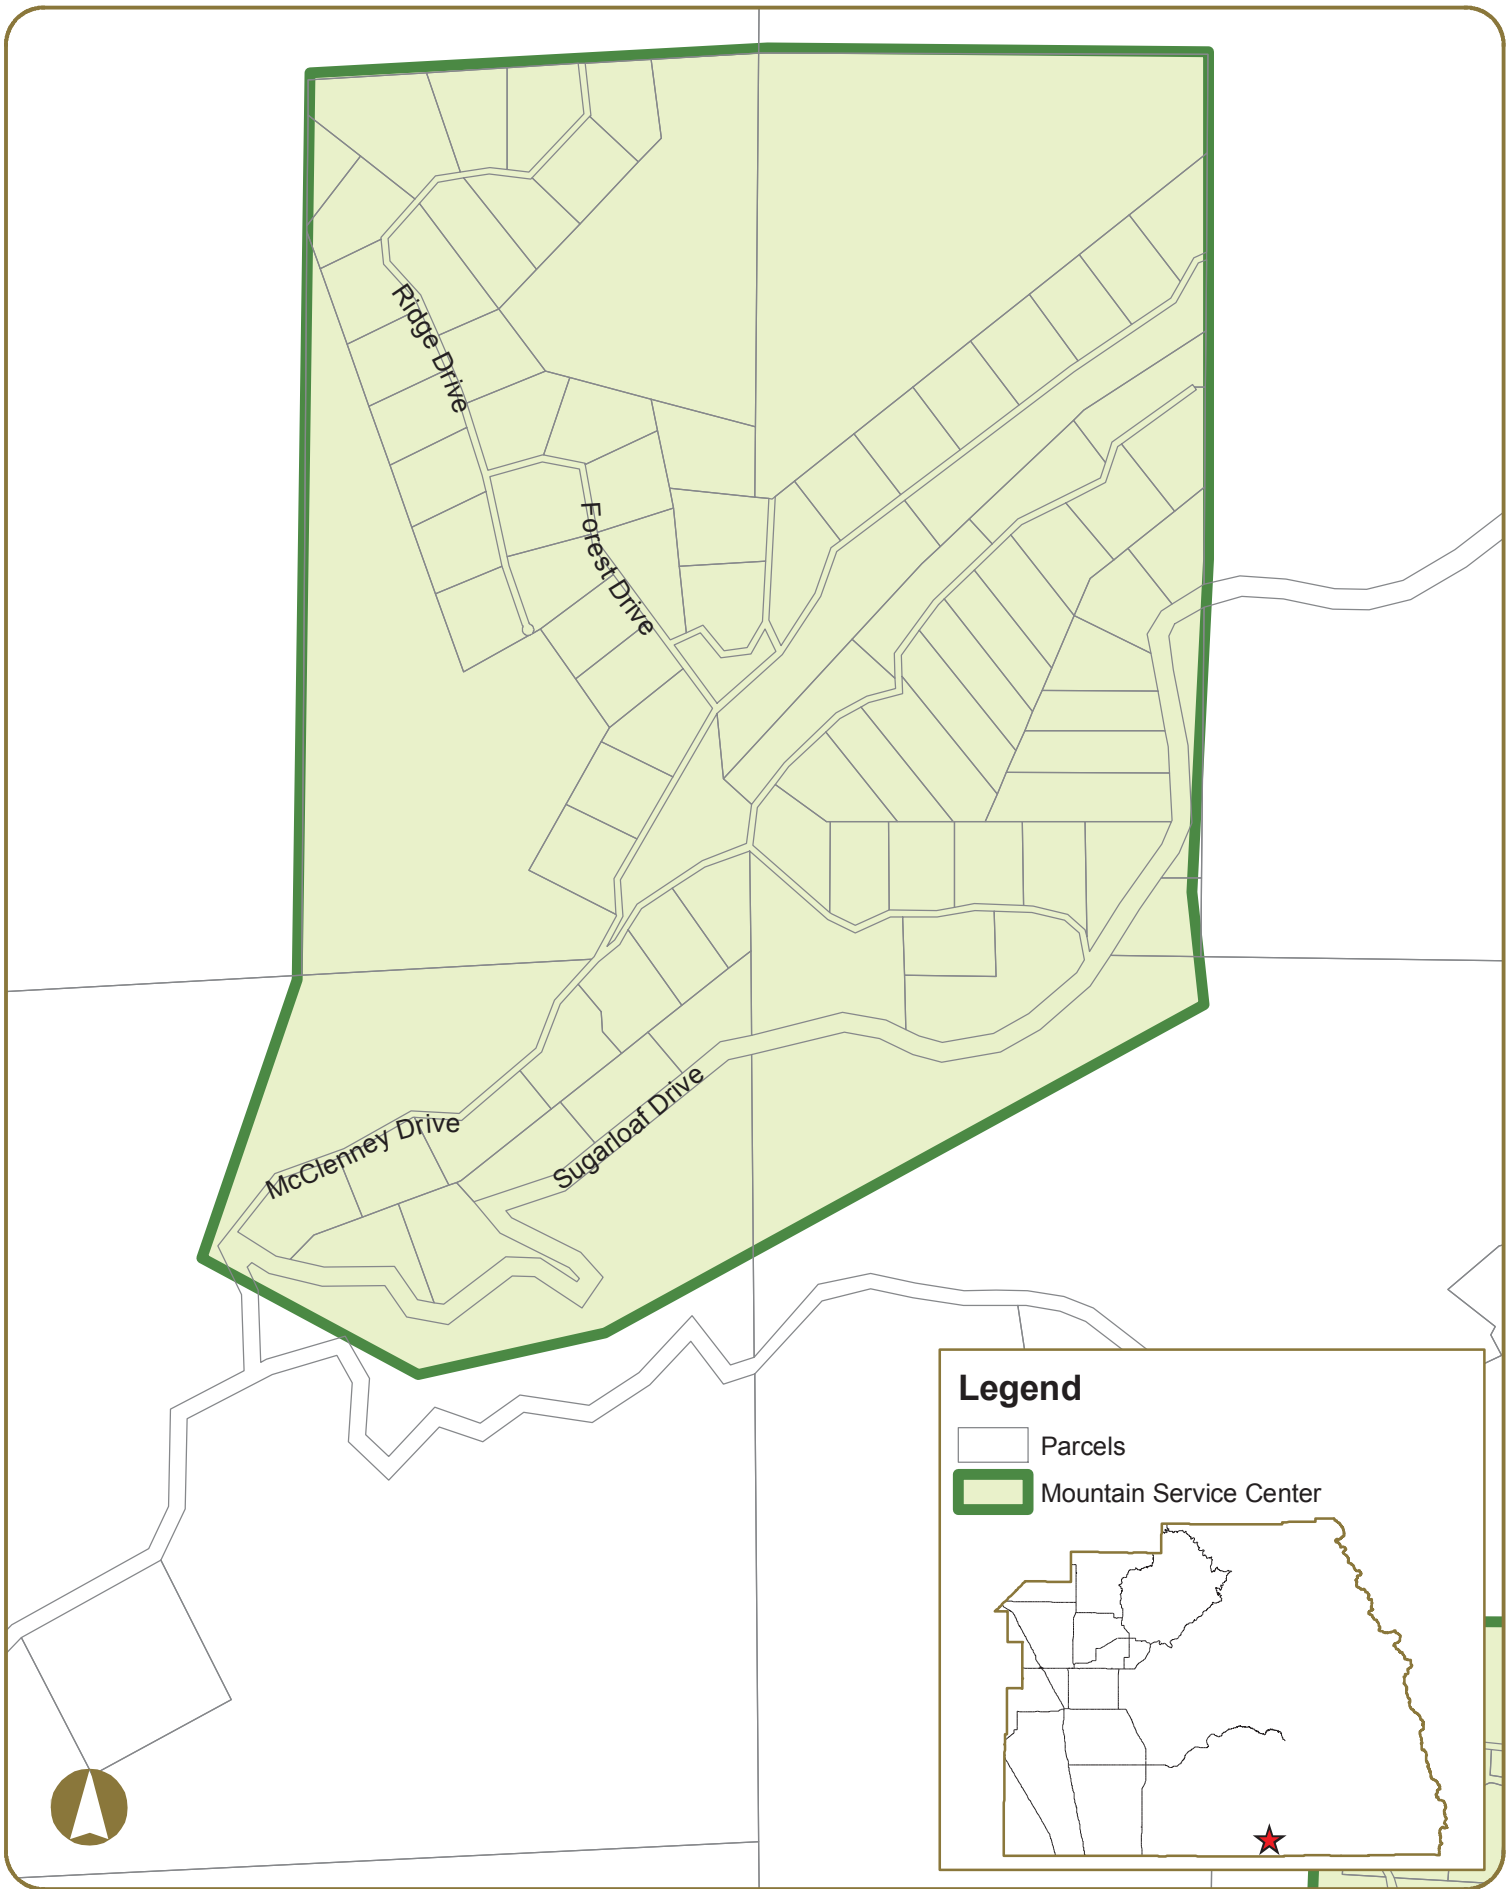 Ridge Drive
Forest Drive
McClenney Drive
Sugarloaf Drive
Legend
Parcels
Mountain Service Center